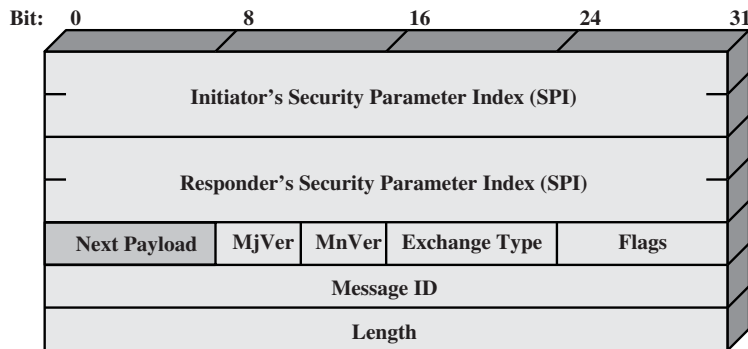 Bit: 0 8 16 24 31
Initiator’s Security Parameter Index (SPI)
Responder’s Security Parameter Index (SPI)
Next Payload MjVer MnVer Exchange Type Flags
Message ID
Length